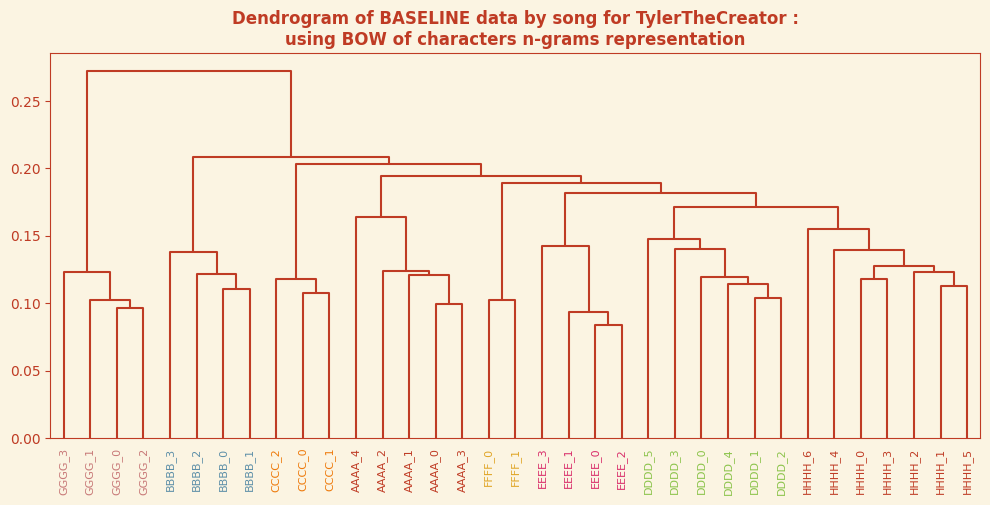 Dendrogram of BASELINE data by song for TylerTheCreator :
using BOW of characters n-grams representation
0.25
0.20
0.15
0.10
0.05
0.00
GGGG_3
GGGG_1
GGGG_0
GGGG_2
BBBB_3
BBBB_2
BBBB_0
BBBB_1
CCCC_2
CCCC_0
CCCC_1
AAAA_4
AAAA_2
AAAA_1
AAAA_0
AAAA_3
FFFF_0
FFFF_1
EEEE_3
EEEE_1
EEEE_0
EEEE_2
DDDD_5
DDDD_3
DDDD_0
DDDD_4
DDDD_1
DDDD_2
HHHH_6
HHHH_4
HHHH_0
HHHH_3
HHHH_2
HHHH_1
HHHH_5